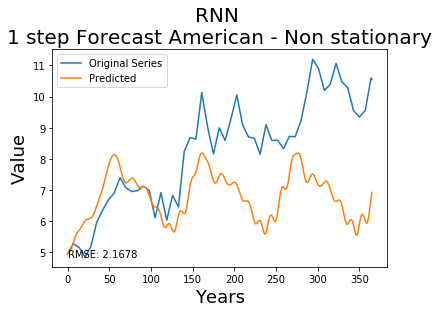 RNN
1 step Forecast American - Non stationary
Original Series
Predicted
11
10
9
8
7
6
5
Value
RMSE: 2.1678
0 50 100 150 200 250 300 350
Years